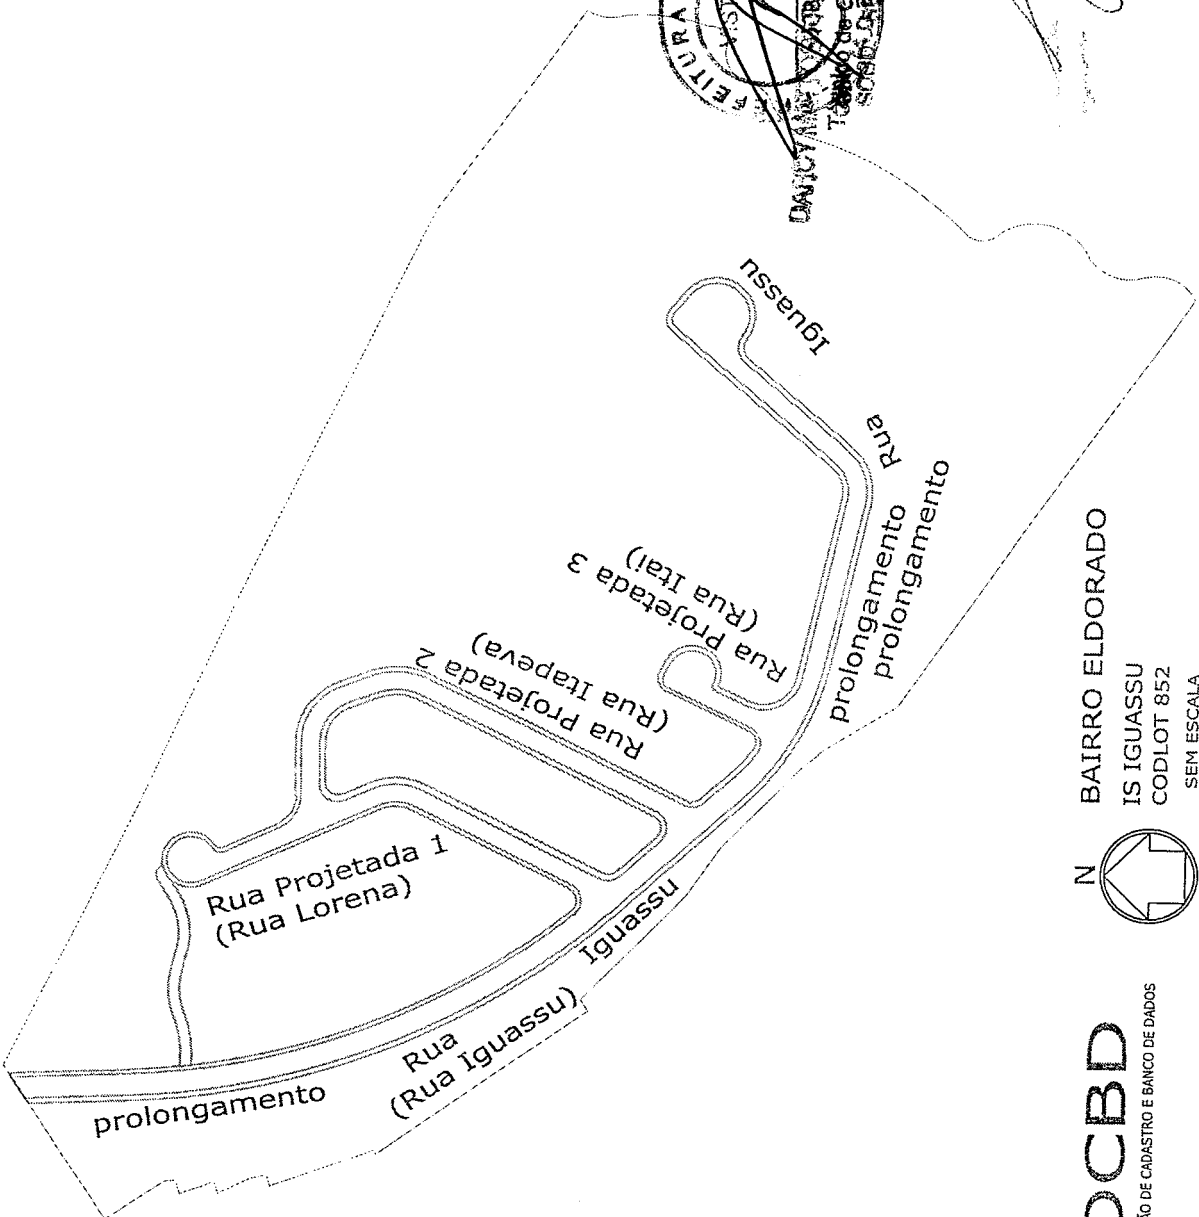 FEITURA
Iguassu
Rua
prolongamento
prolongamento
Rua Projetada 3
(Rua Itai)
Rua Projetada 2
(Rua Itapeva)
Rua Projetada 1
(Rua Lorena)
Iguassu
Rua
(Rua Iguassu)
prolongamento
N
BAIRRO ELDORADO
IS IGUASSU
CODLOT 852
SEM ESCALA
DCBD
ÃO DE CADASTRO E BANCO DE DADOS